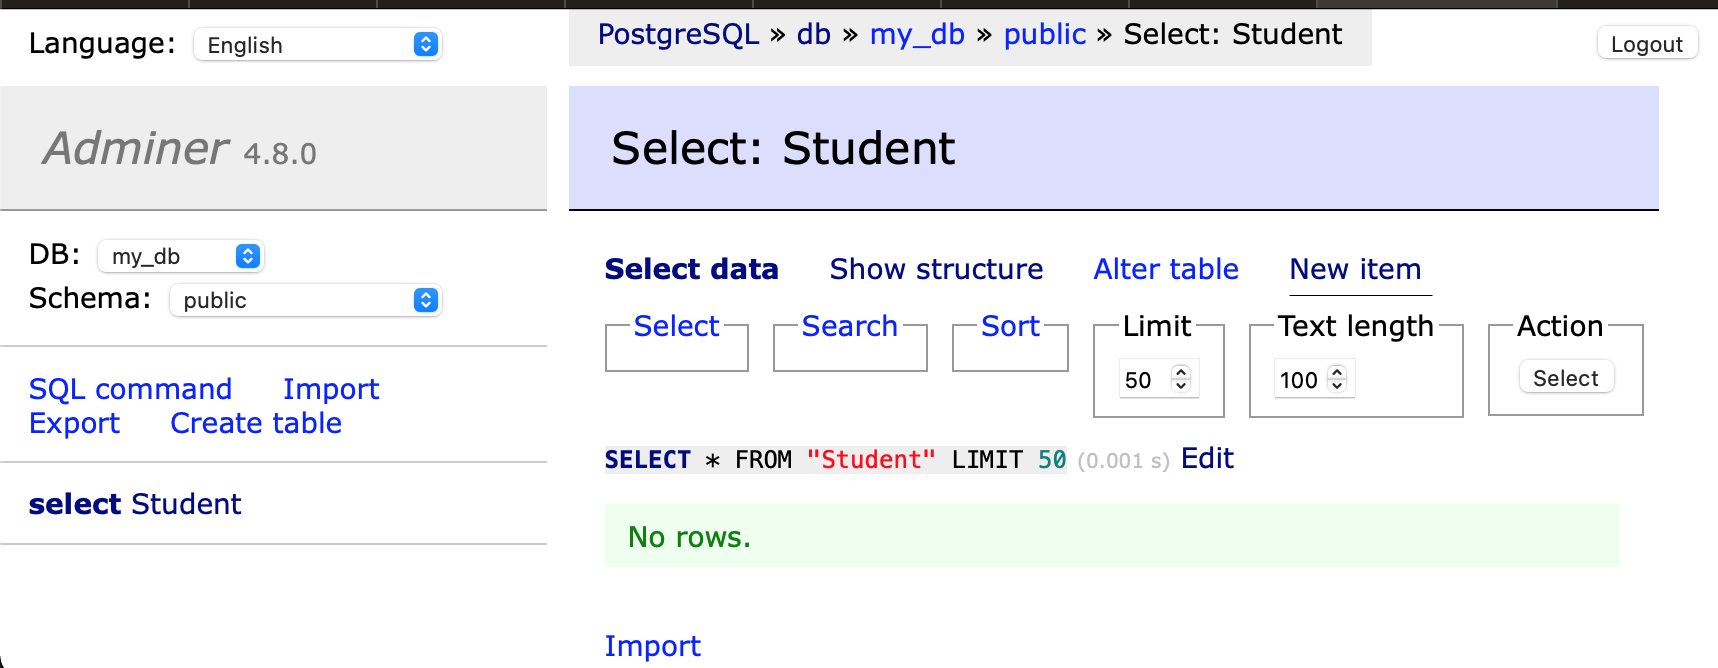 Language: English
PostgreSQL » db » my_db » public » Select: Student
Logout
Adminer 4.8.0
Select: Student
DB: my_db
Schema: public
SQL command Import
Export Create table
select Student
Select data Show structure Alter table New item
Select Search Sort Limit Text length Action
50 100 Select
SELECT * FROM "Student" LIMIT 50 (0.001 s) Edit
No rows.
Import